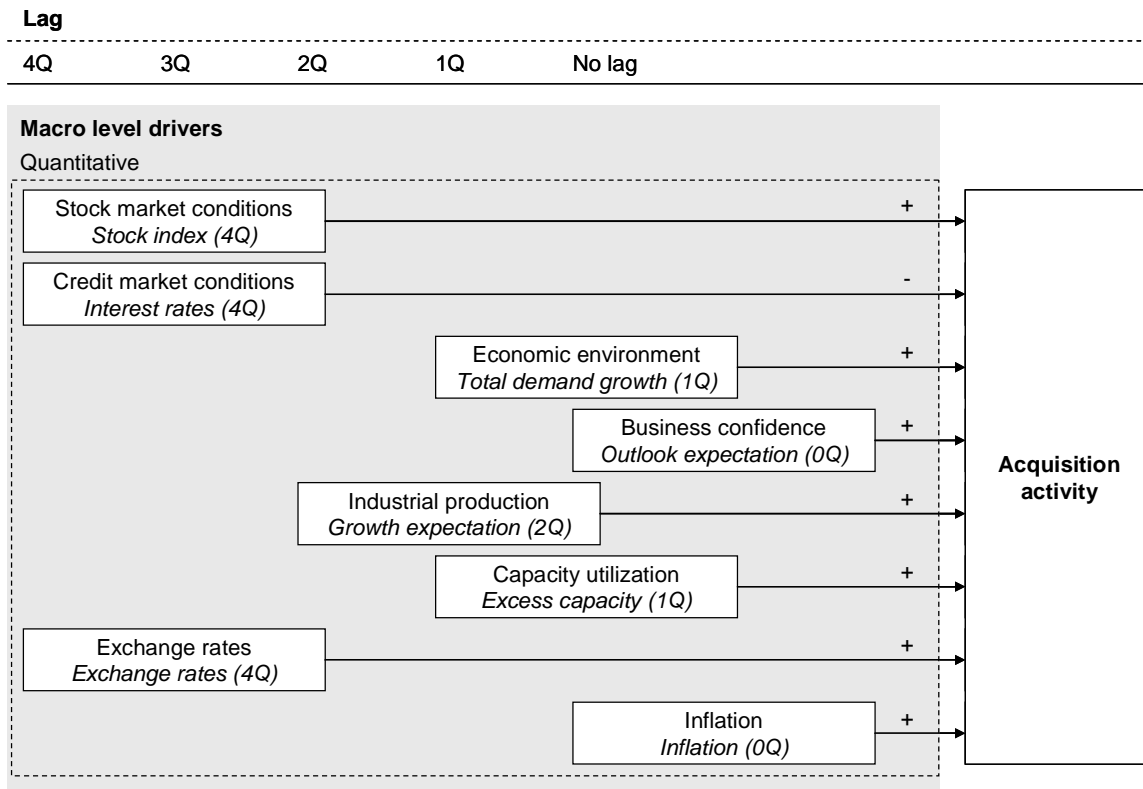 Lag
4Q 3Q 2Q 1Q No lag
Macro level drivers
Quantitative
Stock market conditions
Stock index (4Q)
+
Credit market conditions
Interest rates (4Q)
-
Economic environment
Total demand growth (1Q)
+
Business confidence
Outlook expectation (0Q)
+
Acquisition
activity
Industrial production
Growth expectation (2Q)
+
Capacity utilization
Excess capacity (1Q)
+
Exchange rates
Exchange rates (4Q)
+
Inflation
Inflation (0Q)
+